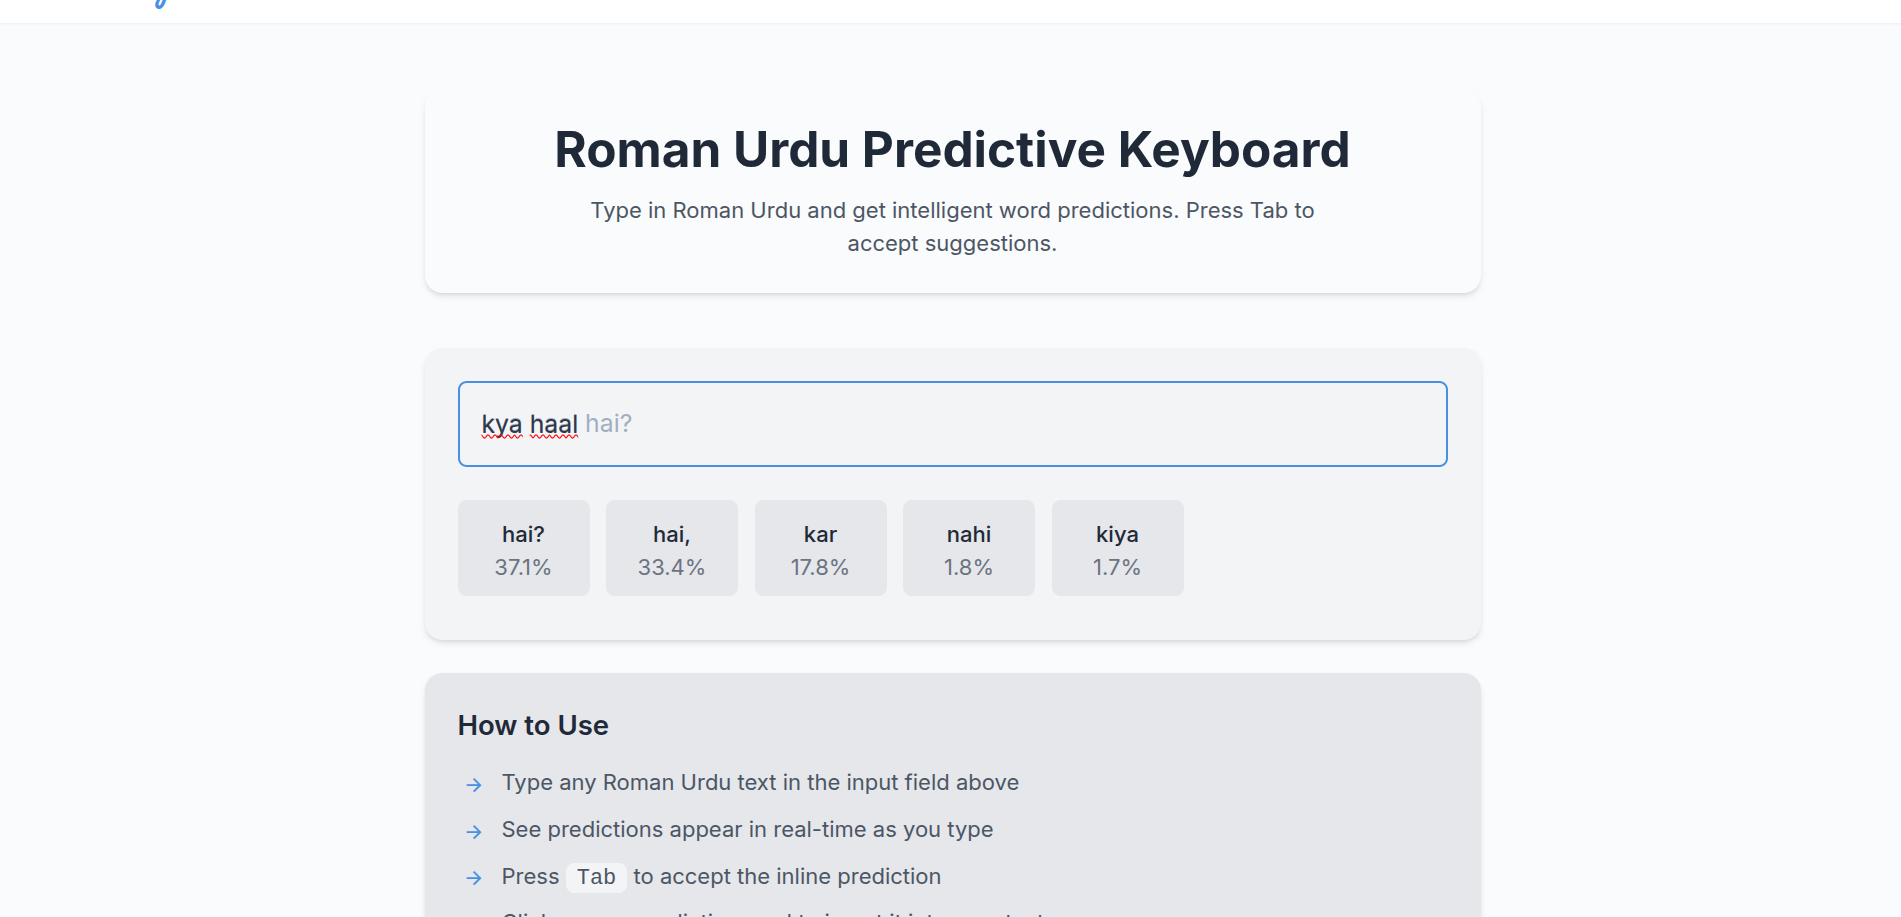 Roman Urdu Predictive Keyboard
Type in Roman Urdu and get intelligent word predictions. Press Tab to
accept suggestions.
kya haal hai?
hai?
37.1%
hai,
33.4%
kar
17.8%
nahi
1.8%
kiya
1.7%
How to Use
→ Type any Roman Urdu text in the input field above
→ See predictions appear in real-time as you type
→ Press Tab to accept the inline prediction